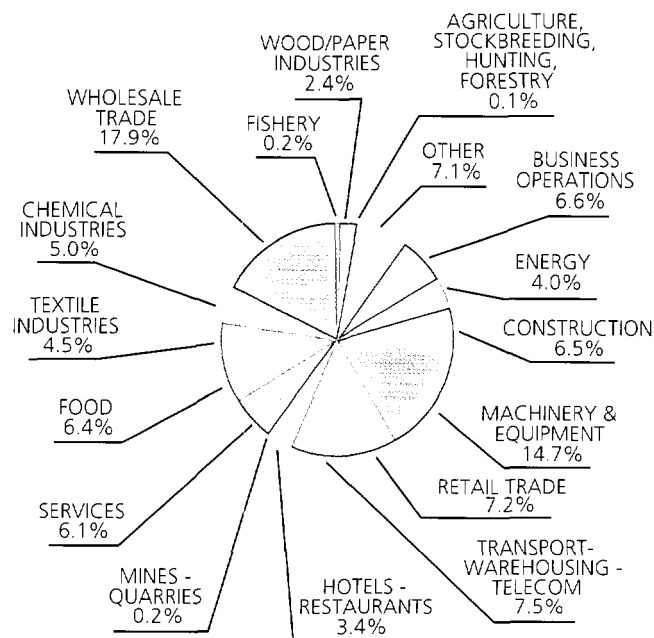 AGRICULTURE,
STOCKBREEDING,
HUNTING,
FORESTRY
0.1%
WOOD/PAPER
INDUSTRIES
2.4%
WHOLESALE
TRADE
17.9%
FISHERY
0.2%
OTHER
7.1%
BUSINESS
OPERATIONS
6.6%
CHEMICAL
INDUSTRIES
5.0%
ENERGY
4.0%
TEXTILE
INDUSTRIES
4.5%
CONSTRUCTION
6.5%
FOOD
6.4%
MACHINERY &
EQUIPMENT
14.7%
RETAIL TRADE
7.2%
SERVICES
6.1%
TRANSPORT-
WAREHOUSING -
TELECOM
7.5%
MINES -
QUARRIES
0.2%
HOTELS -
RESTAURANTS
3.4%